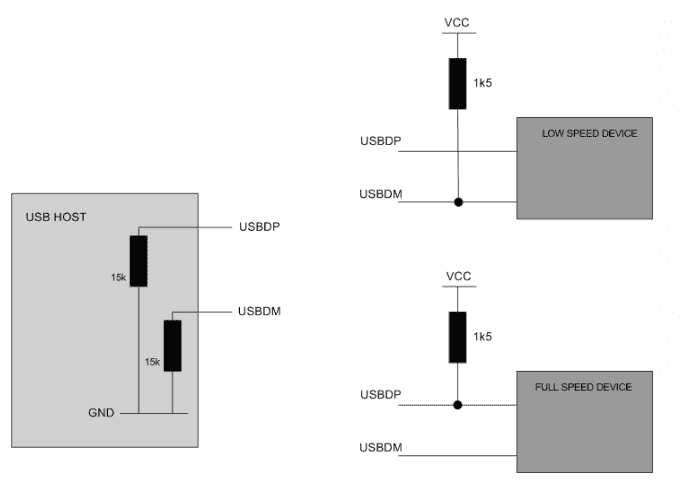 USB HOST
USBDP
15k
USBDM
15k
GND
VCC
1k5
LOW SPEED DEVICE
USBDP
USBDM
VCC
1k5
FULL SPEED DEVICE
USBDP
USBDM